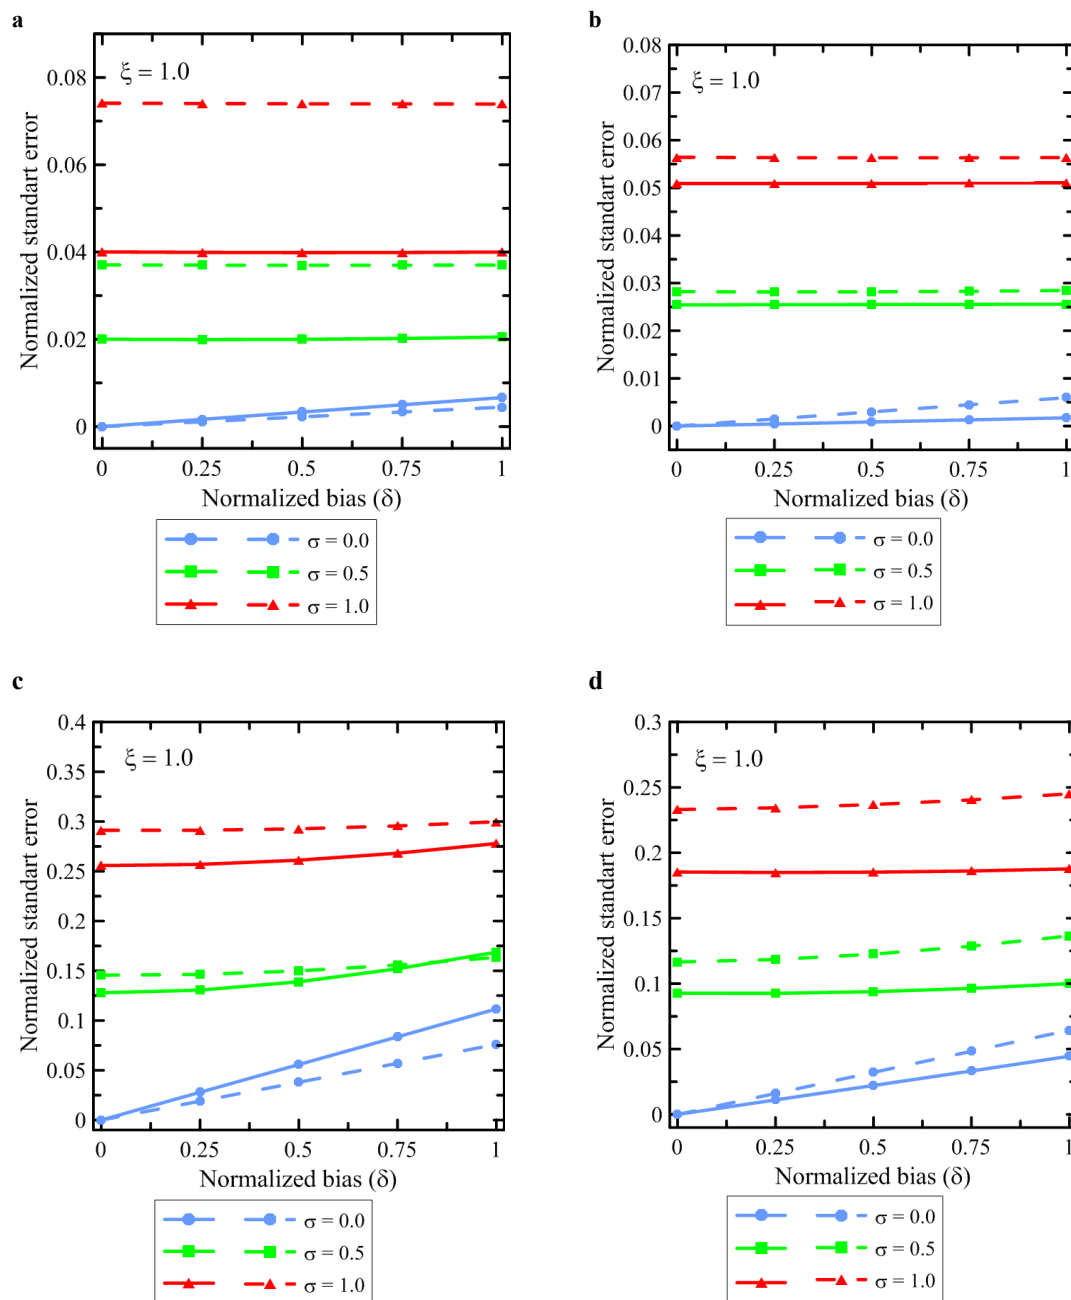 a
ξ = 1.0
Normalized standart error
0.08
0.06
0.04
0.02
0
0 0.25 0.5 0.75 1
Normalized bias (δ)
σ = 0.0
σ = 0.5
σ = 1.0
b
ξ = 1.0
Normalized standart error
0.08
0.07
0.06
0.05
0.04
0.03
0.02
0.01
0
0 0.25 0.5 0.75 1
Normalized bias (δ)
σ = 0.0
σ = 0.5
σ = 1.0
c
ξ = 1.0
Normalized standart error
0.4
0.35
0.3
0.25
0.2
0.15
0.1
0.05
0
0 0.25 0.5 0.75 1
Normalized bias (δ)
σ = 0.0
σ = 0.5
σ = 1.0
d
ξ = 1.0
Normalized standart error
0.3
0.25
0.2
0.15
0.1
0.05
0
0 0.25 0.5 0.75 1
Normalized bias (δ)
σ = 0.0
σ = 0.5
σ = 1.0